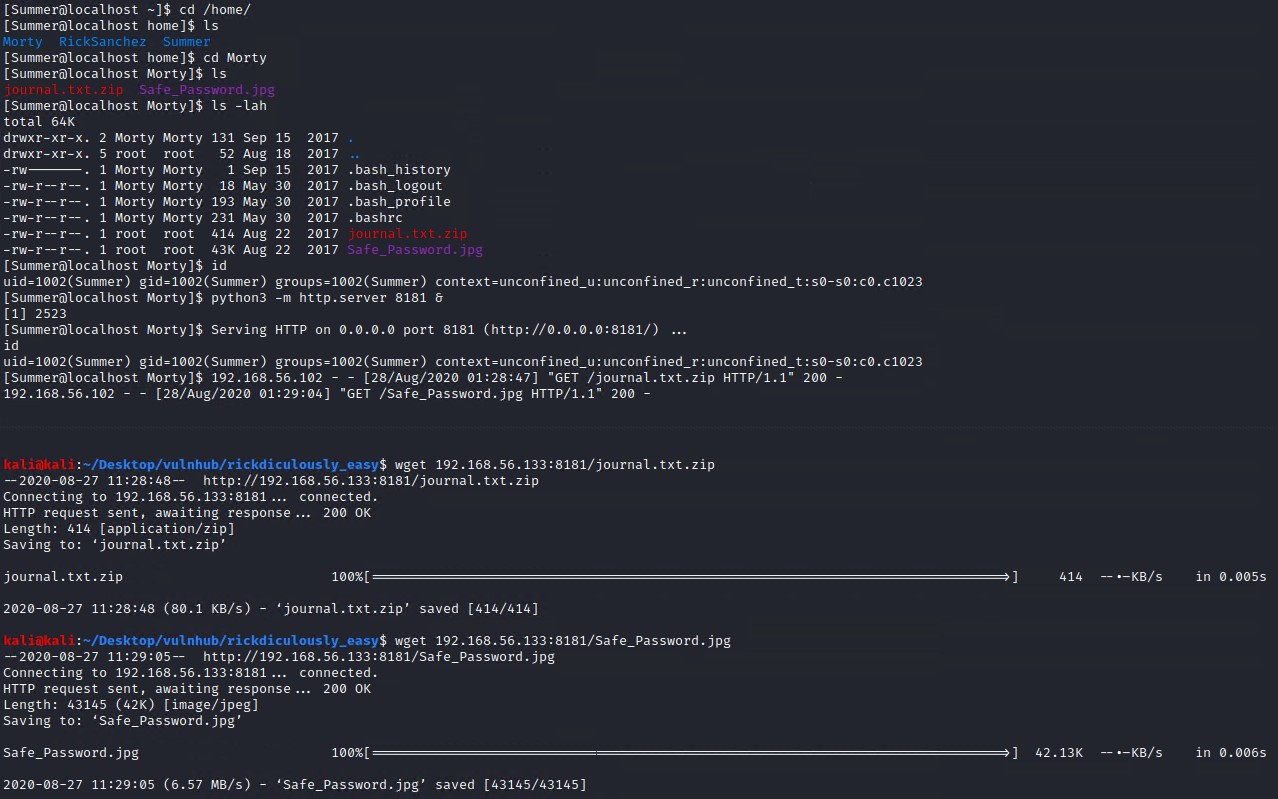 [Summer@localhost ~]$ cd /home/
[Summer@localhost home]$ ls
Morty  RickSanchez  Summer
[Summer@localhost home]$ cd Morty
[Summer@localhost Morty]$ ls
journal.txt.zip  Safe_Password.jpg
[Summer@localhost Morty]$ ls -lah
total 64K
drwxr-xr-x. 2 Morty Morty 131 Sep 15  2017 .
drwxr-xr-x. 5 root  root   52 Aug 18  2017 ..
-rw-------. 1 Morty Morty   1 Sep 15  2017 .bash_history
-rw-r--r--. 1 Morty Morty  18 May 30  2017 .bash_logout
-rw-r--r--. 1 Morty Morty 193 May 30  2017 .bash_profile
-rw-r--r--. 1 Morty Morty 231 May 30  2017 .bashrc
-rw-r--r--. 1 root  root  414 Aug 22  2017 journal.txt.zip
-rw-r--r--. 1 root  root  43K Aug 22  2017 Safe_Password.jpg
[Summer@localhost Morty]$ id
uid=1002(Summer) gid=1002(Summer) groups=1002(Summer) context=unconfined_u:unconfined_r:unconfined_t:s0-s0:c0.c1023
[Summer@localhost Morty]$ python3 -m http.server 8181 &
[1] 2523
[Summer@localhost Morty]$ Serving HTTP on 0.0.0.0 port 8181 (http://0.0.0.0:8181/) ...
id
uid=1002(Summer) gid=1002(Summer) groups=1002(Summer) context=unconfined_u:unconfined_r:unconfined_t:s0-s0:c0.c1023
[Summer@localhost Morty]$ 192.168.56.102 - - [28/Aug/2020 01:28:47] "GET /journal.txt.zip HTTP/1.1" 200 -
192.168.56.102 - - [28/Aug/2020 01:29:04] "GET /Safe_Password.jpg HTTP/1.1" 200 -
kali@kali:~/Desktop/vulnhub/rickdiculously_easy$ wget 192.168.56.133:8181/journal.txt.zip
--2020-08-27 11:28:48--  http://192.168.56.133:8181/journal.txt.zip
Connecting to 192.168.56.133:8181... connected.
HTTP request sent, awaiting response... 200 OK
Length: 414 [application/zip]
Saving to: ‘journal.txt.zip’
journal.txt.zip 100%[===================>] 414 --.-KB/s in 0.005s
2020-08-27 11:28:48 (80.1 KB/s) - ‘journal.txt.zip’ saved [414/414]
kali@kali:~/Desktop/vulnhub/rickdiculously_easy$ wget 192.168.56.133:8181/Safe_Password.jpg
--2020-08-27 11:29:05--  http://192.168.56.133:8181/Safe_Password.jpg
Connecting to 192.168.56.133:8181... connected.
HTTP request sent, awaiting response... 200 OK
Length: 43145 (42K) [image/jpeg]
Saving to: ‘Safe_Password.jpg’
Safe_Password.jpg 100%[===================>] 42.13K --.-KB/s in 0.006s
2020-08-27 11:29:05 (6.57 MB/s) - ‘Safe_Password.jpg’ saved [43145/43145]